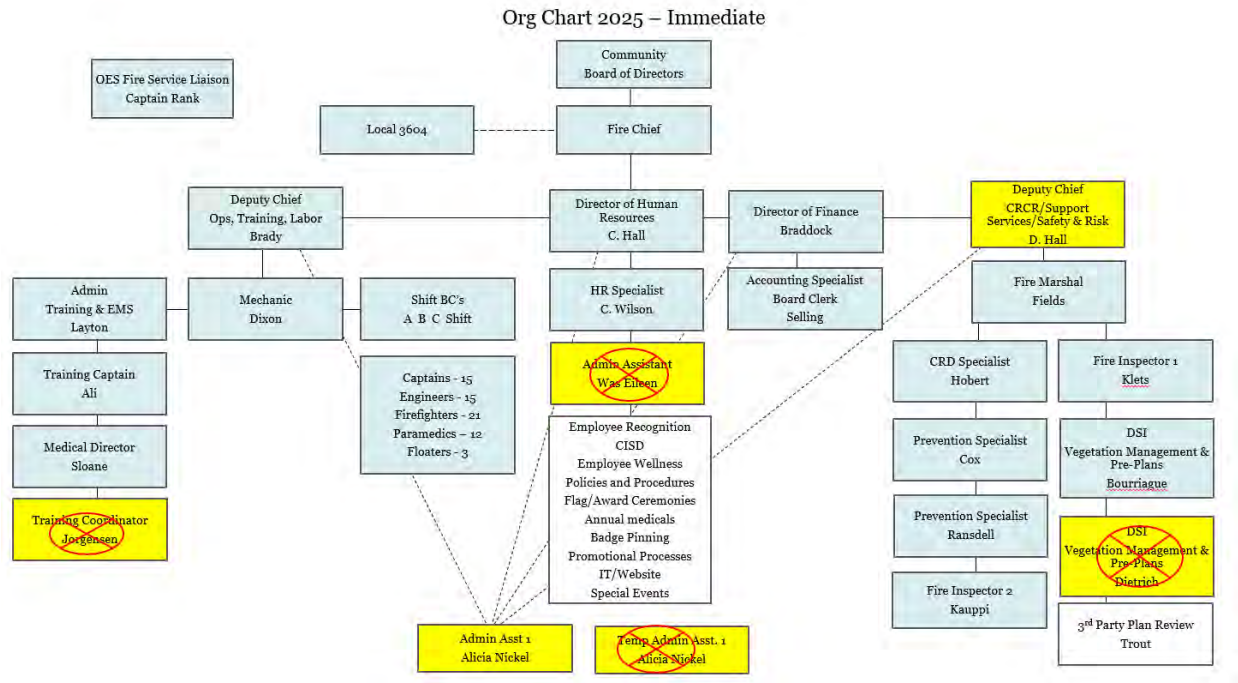 Org Chart 2025 – Immediate
Community
Board of Directors
OES Fire Service Liaison
Captain Rank
Local 3604
Fire Chief
Deputy Chief
Ops, Training, Labor
Brady
Director of Human
Resources
C. Hall
Director of Finance
Braddock
Deputy Chief
CRCR/Support
Services/Safety & Risk
D. Hall
Admin
Training & EMS
Layton
Mechanic
Dixon
Shift BC's
A B C Shift
HR Specialist
C. Wilson
Accounting Specialist
Board Clerk
Selling
Fire Marshal
Fields
Training Captain
Ali
Captains - 15
Engineers - 15
Firefighters - 21
Paramedics – 12
Floaters - 3
Admin Assistant
Was Eileen
CRD Specialist
Hobert
Fire Inspector 1
Klets
Medical Director
Sloane
Employee Recognition
CISD
Employee Wellness
Policies and Procedures
Flag/Award Ceremonies
Annual medicals
Badge Pinning
Promotional Processes
IT/Website
Special Events
Prevention Specialist
Cox
DSI
Vegetation Management &
Pre-Plans
Bourriague
Training Coordinator
Jorgensen
Prevention Specialist
Ransdell
DSI
Vegetation Management &
Pre-Plans
Dietrich
Fire Inspector 2
Kauppi
3rd Party Plan Review
Trout
Admin Asst 1
Alicia Nickel
Temp Admin Asst. 1
Alicia Nickel